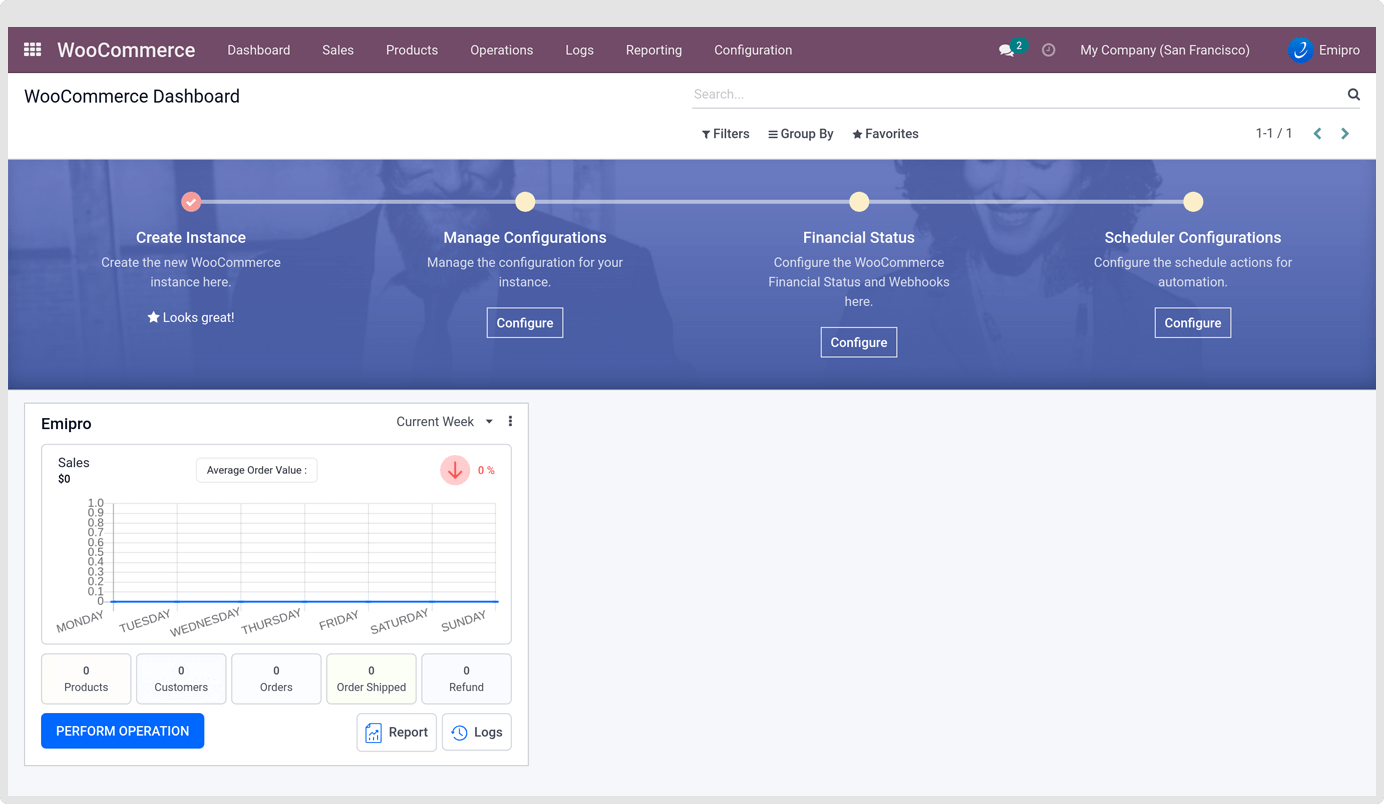 WooCommerce Dashboard Sales Products Operations Logs Reporting Configuration 2 My Company (San Francisco) Emipro
WooCommerce Dashboard
Search...
Filters Group By Favorites 1-1 / 1
Create Instance
Create the new WooCommerce
instance here.
Looks great!
Manage Configurations
Manage the configuration for your
instance.
Configure
Financial Status
Configure the WooCommerce
Financial Status and Webhooks
here.
Configure
Scheduler Configurations
Configure the schedule actions for
automation.
Configure
Emipro Current Week
Sales
$0
Average Order Value :
0 %
1.0
0.9
0.8
0.7
0.6
0.5
0.4
0.3
0.2
0.1
0
MONDAY TUESDAY WEDNESDAY THURSDAY FRIDAY SATURDAY SUNDAY
0 0 0 0 0
Products Customers Orders Order Shipped Refund
PERFORM OPERATION Report Logs